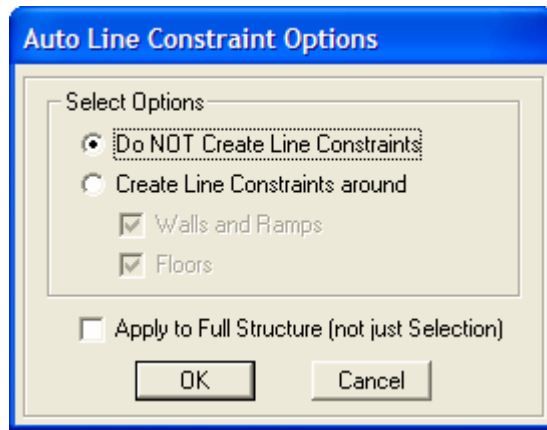 Auto Line Constraint Options
Select Options
Do NOT Create Line Constraints
Create Line Constraints around
Walls and Ramps
Floors
Apply to Full Structure (not just Selection)
OK
Cancel